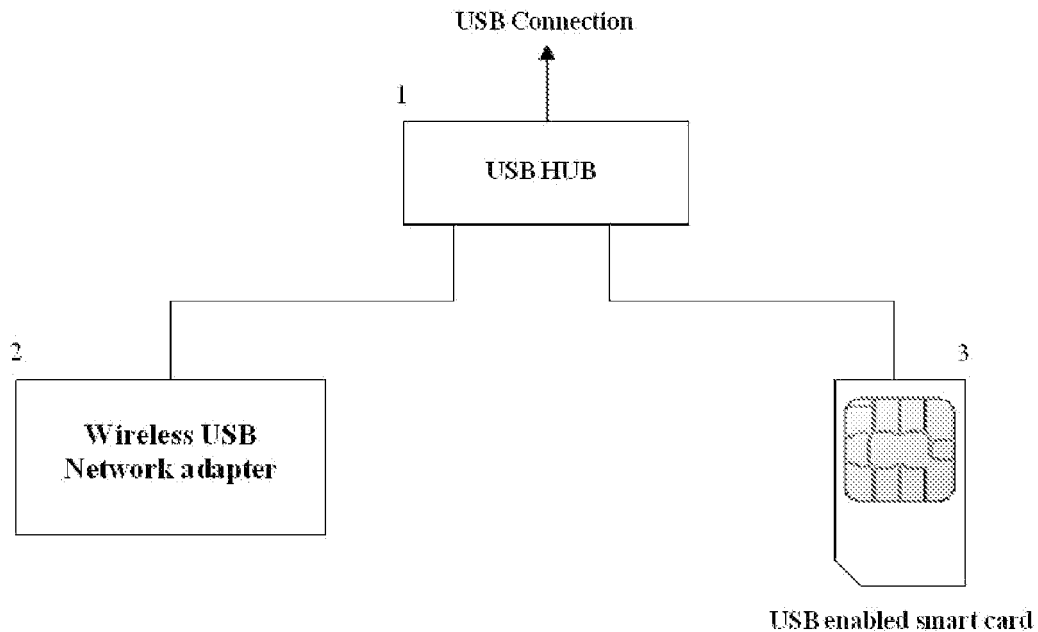 USB Connection
1
USB HUB
2
3
Wireless USB
Network adapter
USB enabled smart card